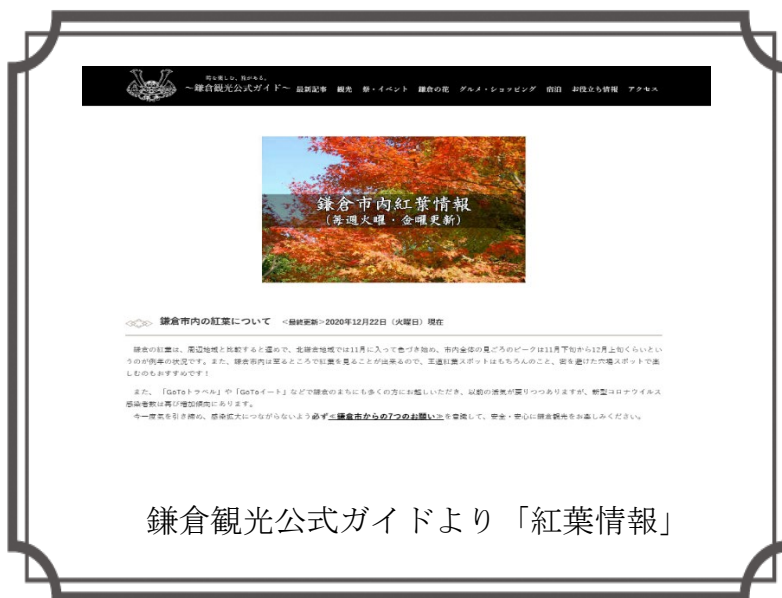 〜鎌倉観光公式ガイド〜 最新記事 観光 祭・イベント 鎌倉の花 グルメ・ショッピング 宿泊 お役立ち情報 アクセス
鎌倉市内紅葉情報
(毎週火曜・金曜更新)
鎌倉市内の紅葉について <最終更新>2020年12月22日（火曜日）現在
鎌倉の紅葉は、周辺地域と比較すると遅めで、北鎌倉地域では11月に入って色づき始め、市内全体の見ごろのピークは11月下旬から12月上旬くらいとい
うのが例年の状況です。また、鎌倉市内は至るところで紅葉を見ることが出来るので、王道紅葉スポットはもちろんのこと、密を避けた穴場スポットで楽
しむのもおすすめです！
また、「GoToトラベル」や「GoToイート」などで鎌倉のまちにも多くの方にお越しいただき、以前の活気が戻りつつありますが、新型コロナウイルス
感染者数は再び増加傾向にあります。
今一度気を引き締め、感染拡大につながらないよう必ず<鎌倉市からの7つのお願い>を意識して、安全・安心に鎌倉観光をお楽しみください。
鎌倉観光公式ガイドより「紅葉情報」